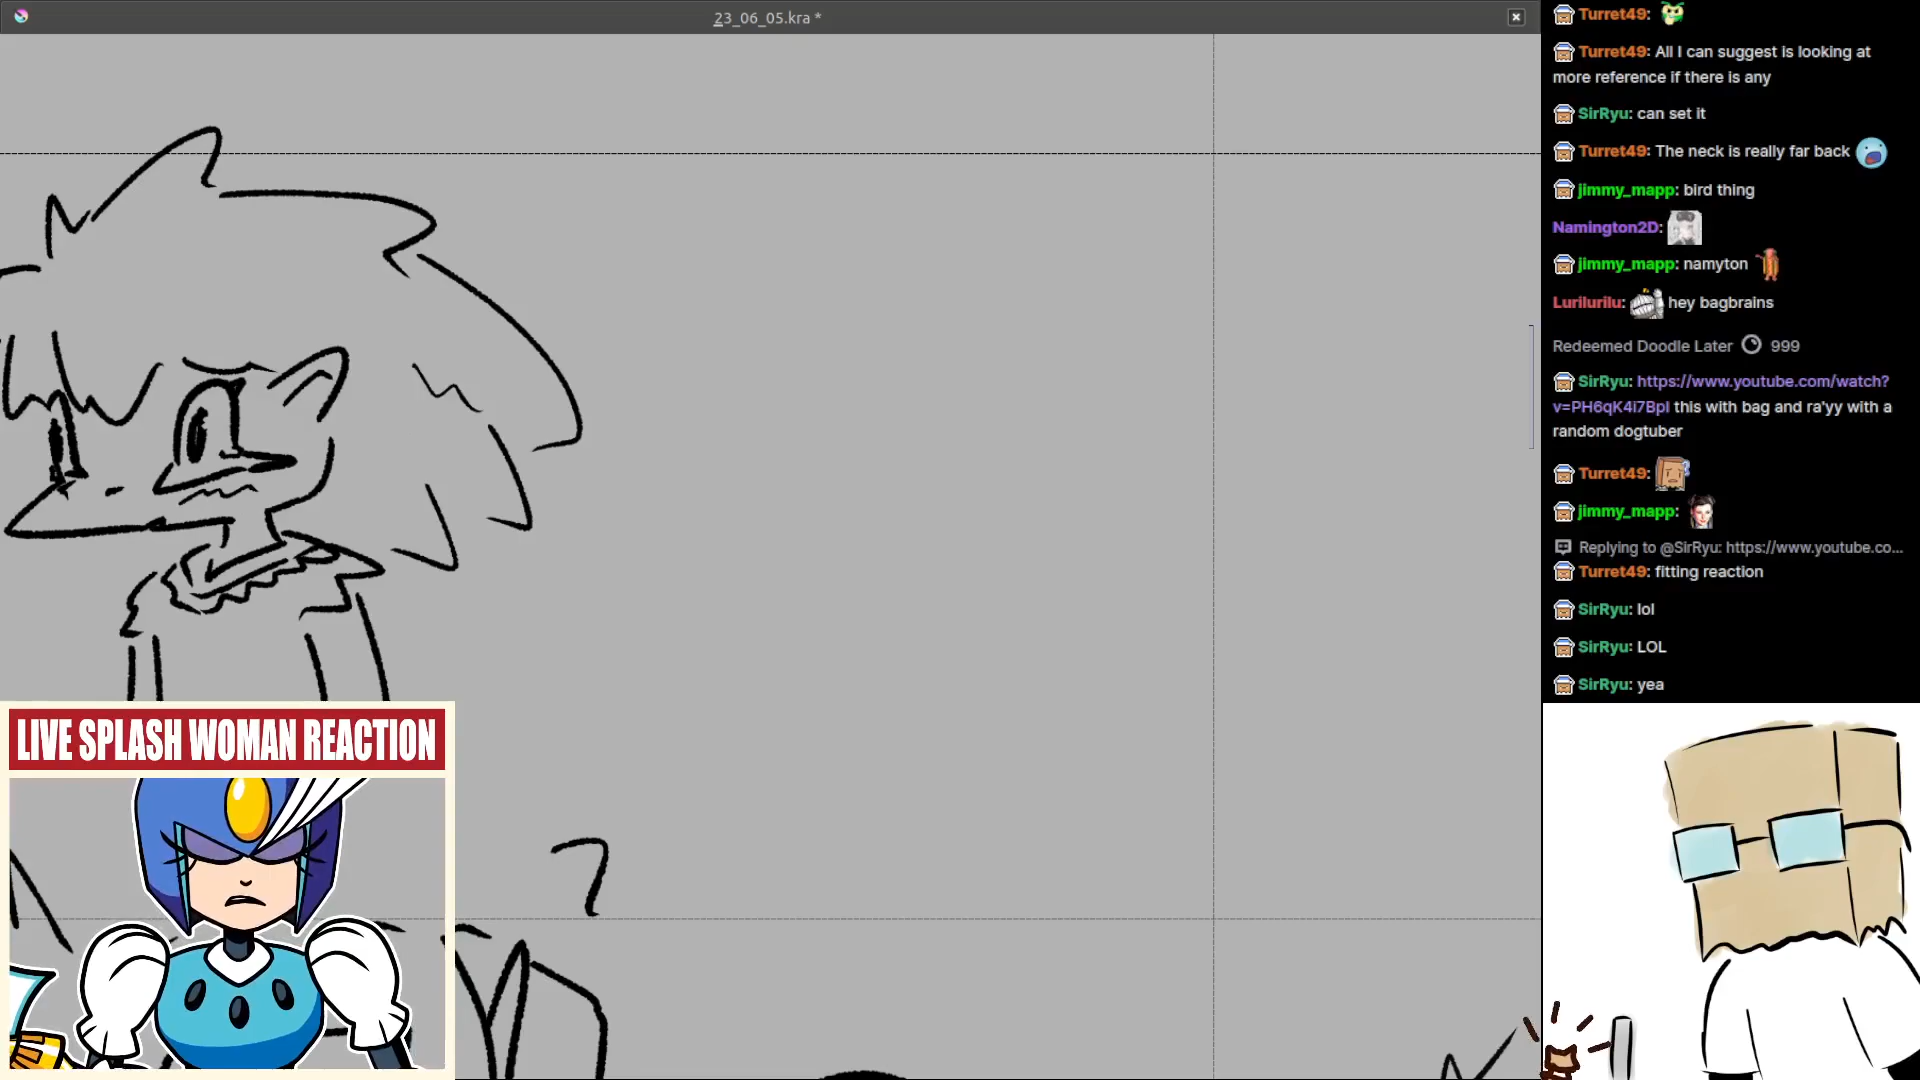 23_06_05.kra *
Turret49:
Turret49: All I can suggest is looking at
more reference if there is any
SirRyu: can set it
Turret49: The neck is really far back
jimmy_mapp: bird thing
Namington2D:
jimmy_mapp: namyton
Lurilurilu: hey bagbrains
Redeemed Doodle Later 999
SirRyu: https://www.youtube.com/watch?
v=PH6qK4i7BpI this with bag and ra'yy with a
random dogtuber
Turret49:
jimmy_mapp:
Replying to @SirRyu: https://www.youtube.co...
Turret49: fitting reaction
SirRyu: lol
SirRyu: LOL
SirRyu: yea
LIVE SPLASH WOMAN REACTION
?